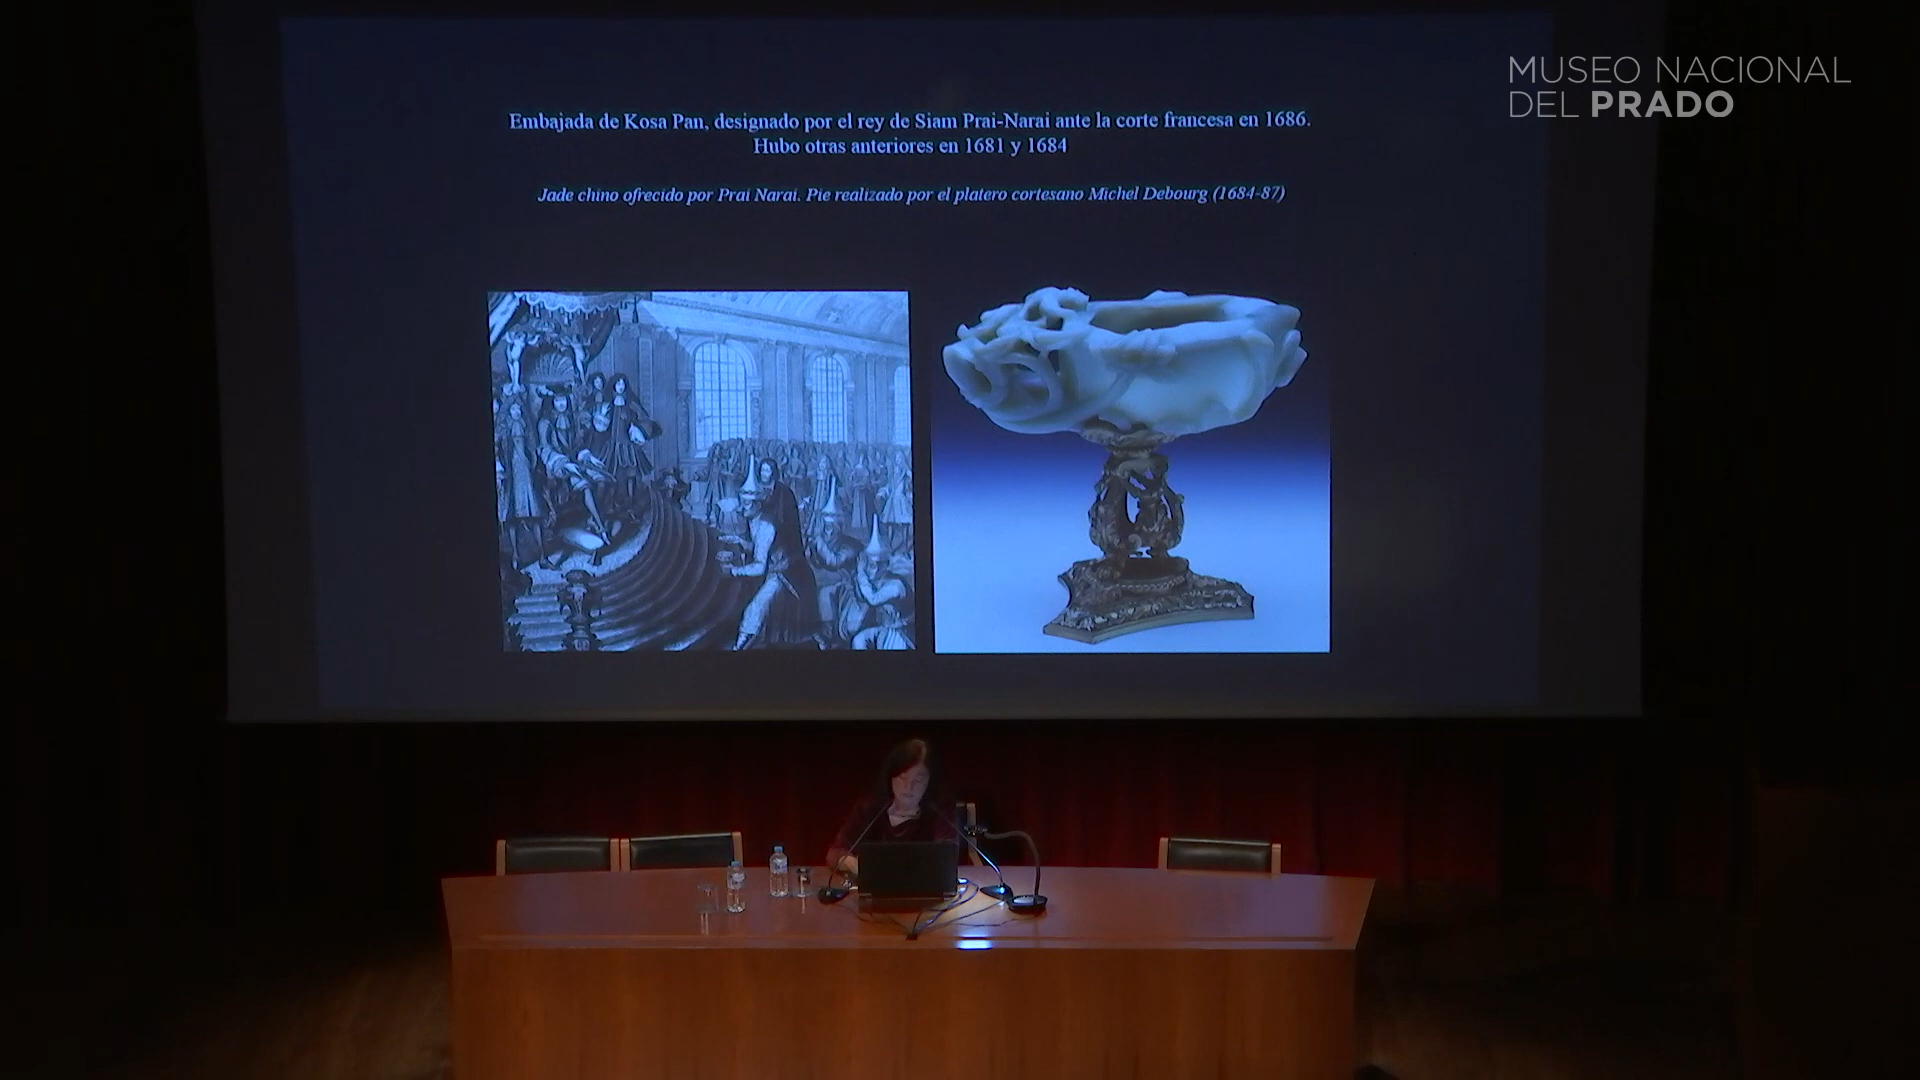 MUSEO NACIONAL
DEL PRADO
Embajada de Kosa Pan, designado por el rey de Siam Prai-Narai ante la corte francesa en 1686.
Hubo otras anteriores en 1681 y 1684
Jade chino ofrecido por Prai Narai. Pie realizado por el platero cortesano Michel Debourg (1684-87)